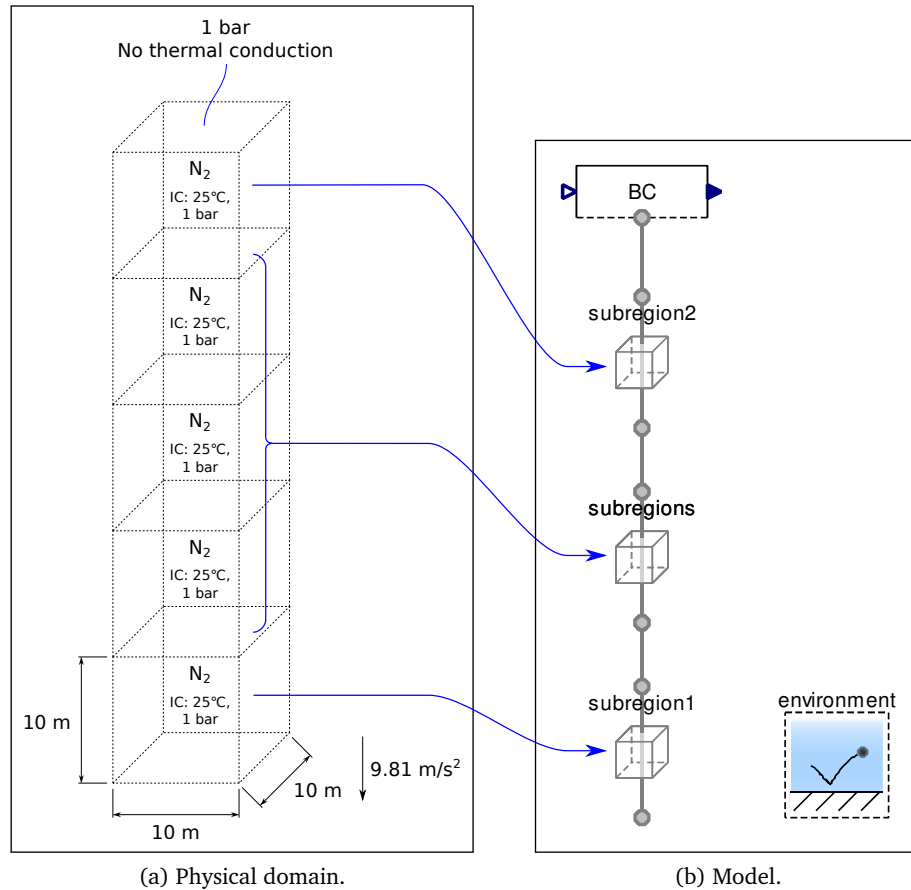 1 bar
No thermal conduction
N₂
IC: 25℃,
1 bar
N₂
IC: 25℃,
1 bar
N₂
IC: 25℃,
1 bar
N₂
IC: 25℃,
1 bar
N₂
IC: 25℃,
1 bar
10 m
10 m
10 m
9.81 m/s²
(a) Physical domain.
BC
subregion2
subregions
subregion1
environment
(b) Model.